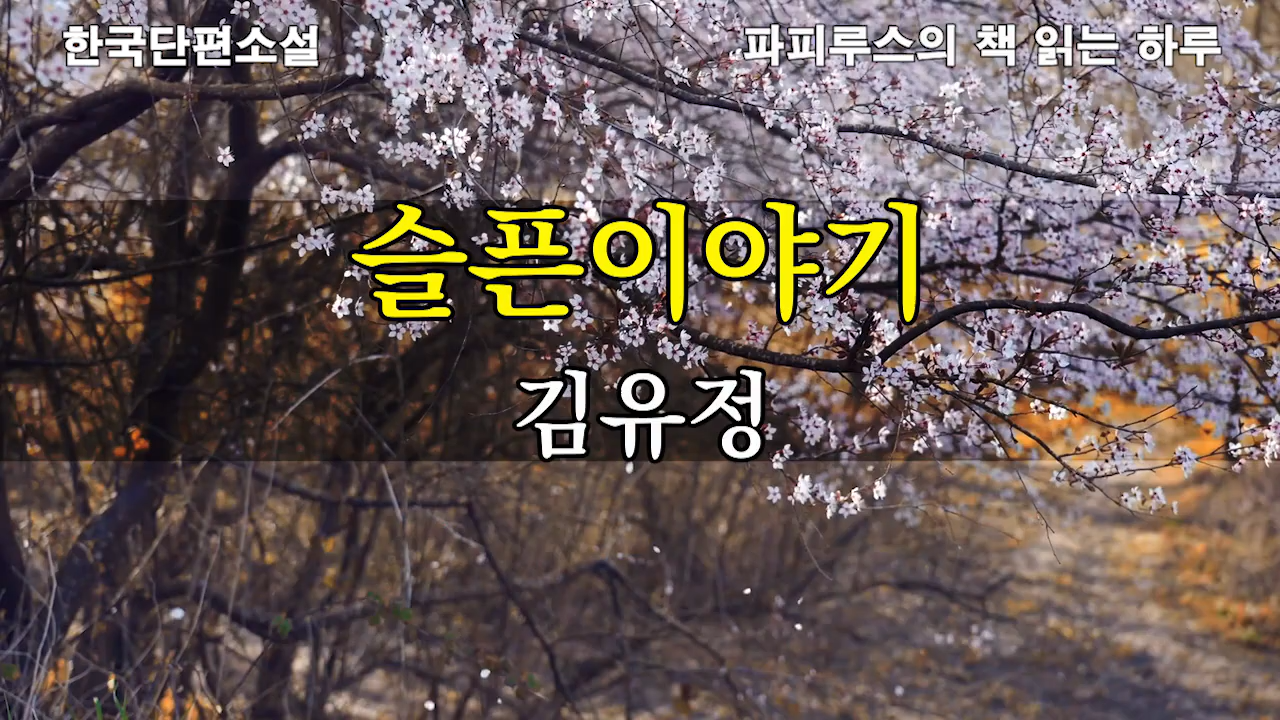 한국단편소설
파피루스의 책 읽는 하루
슬픈이야기
김유정